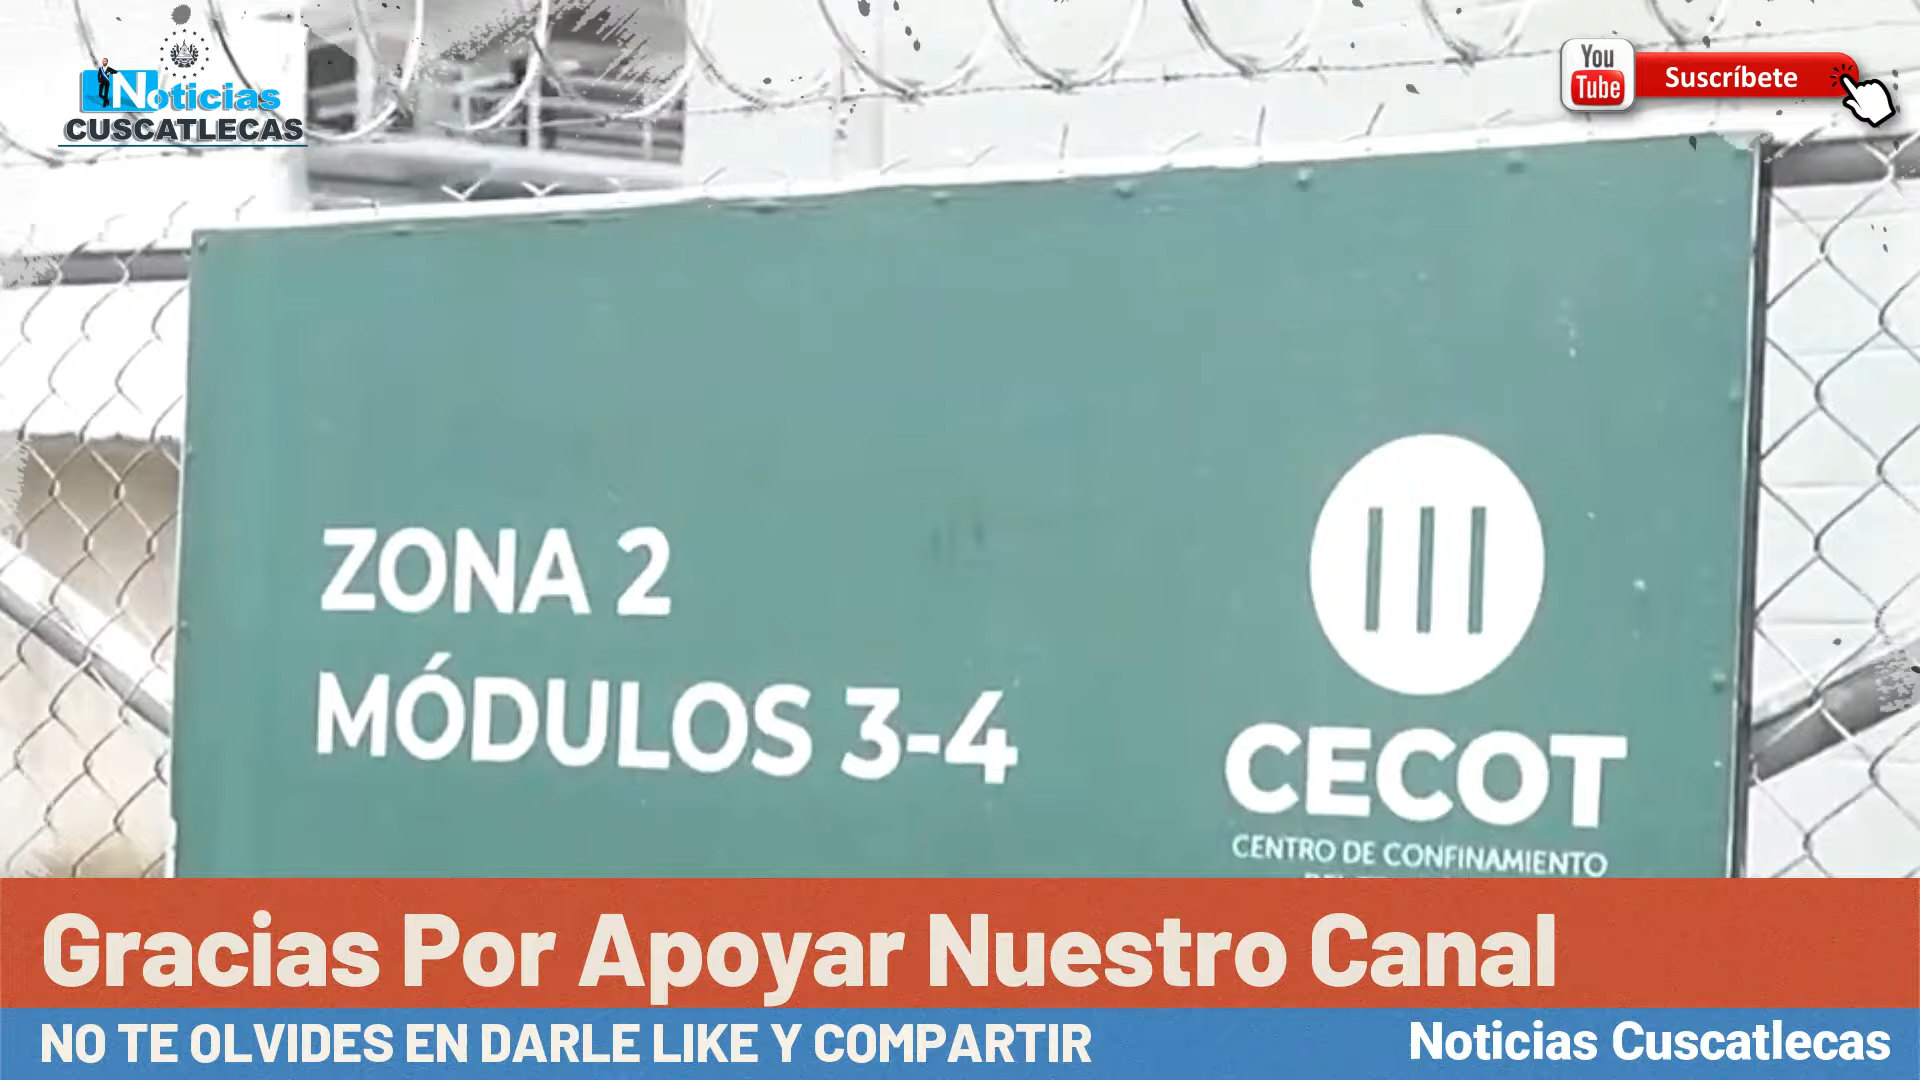 Noticias
CUSCATLECAS
You
Tube
Suscríbete
ZONA 2
MÓDULOS 3-4
CECOT
CENTRO DE CONFINAMIENTO
Gracias Por Apoyar Nuestro Canal
NO TE OLVIDES EN DARLE LIKE Y COMPARTIR
Noticias Cuscatlecas